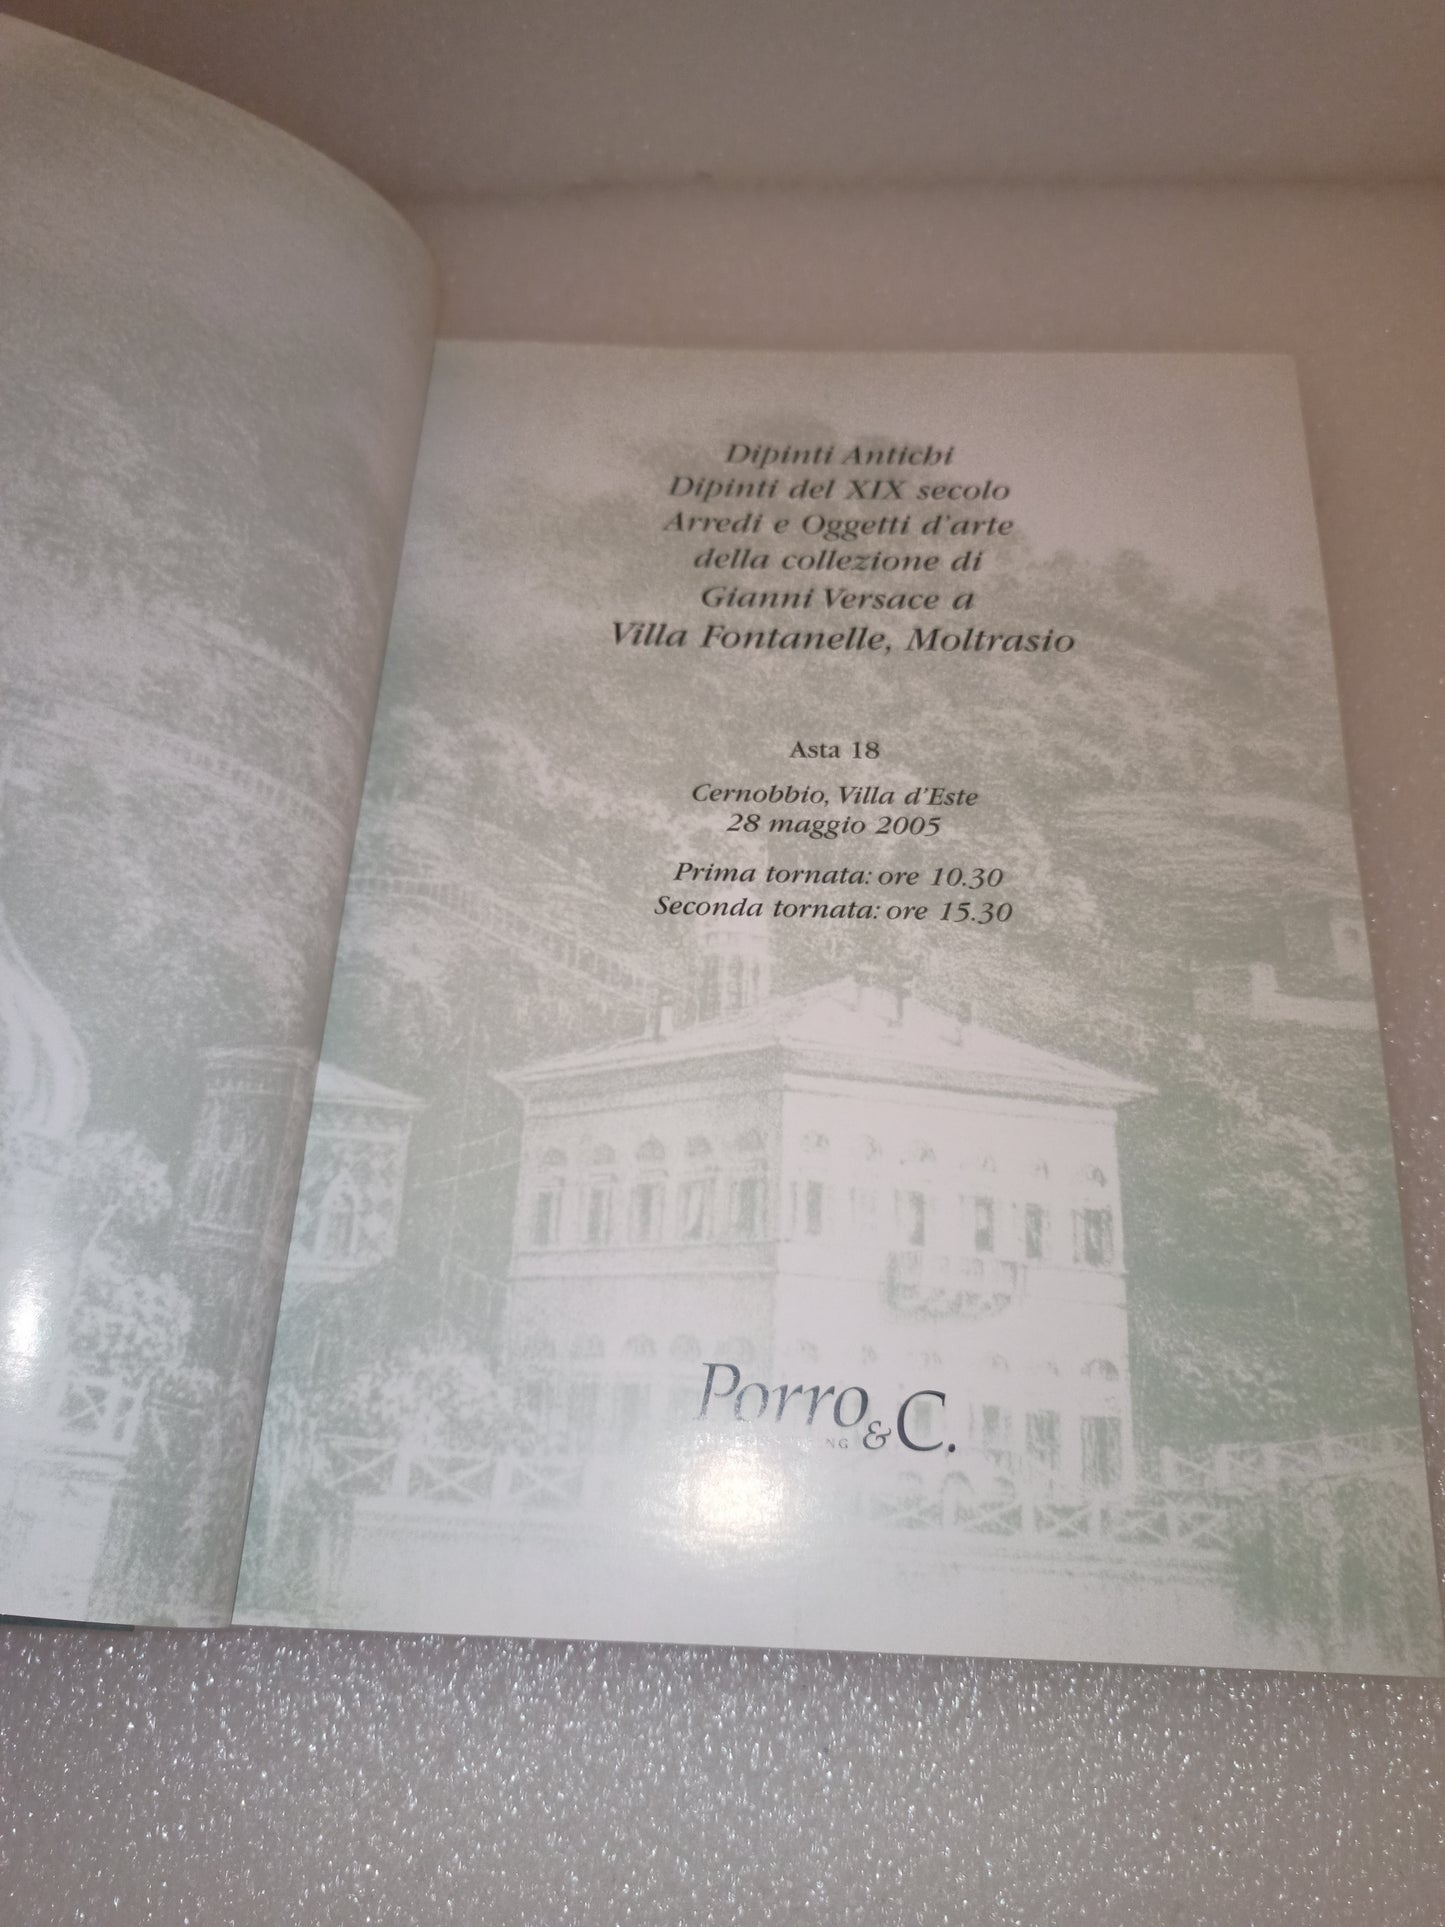 Dipinti Antichi
Dipinti del XIX secolo
Arredi e Oggetti d'arte
della collezione di
Gianni Versace a
Villa Fontanelle, Moltrasio
Asta 18
Cernobbio, Villa d'Este
28 maggio 2005
Prima tornata: ore 10.30
Seconda tornata: ore 15.30
Porro & C.